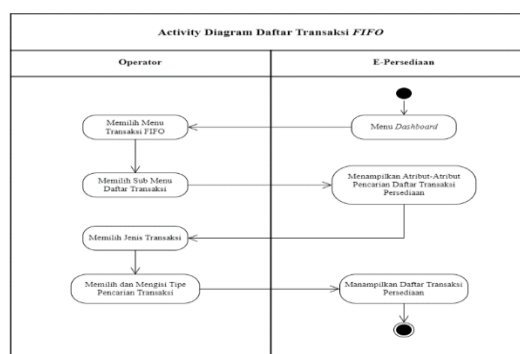 Activity Diagram Daftar Transaksi FIFO
Operator
E-Persediaan
Memilih Menu
Transaksi FIFO
Menu Dashboard
Memilih Sub Menu
Daftar Transaksi
Menampilkan Atribut-Atribut
Pencarian Daftar Transaksi
Persediaan
Memilih Jenis Transaksi
Memilih dan Mengisi Tipe
Pencarian Transaksi
Manampilkan Daftar Transaksi
Persediaan